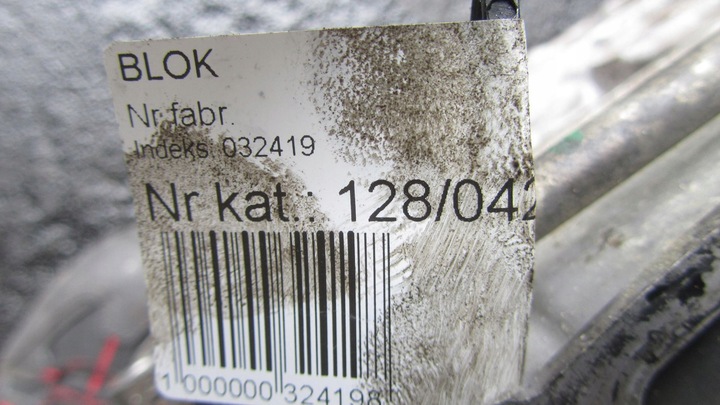 BLOK
Nr fabr.
Indeks: 032419
Nr kat.: 128/042
1 000000 324198